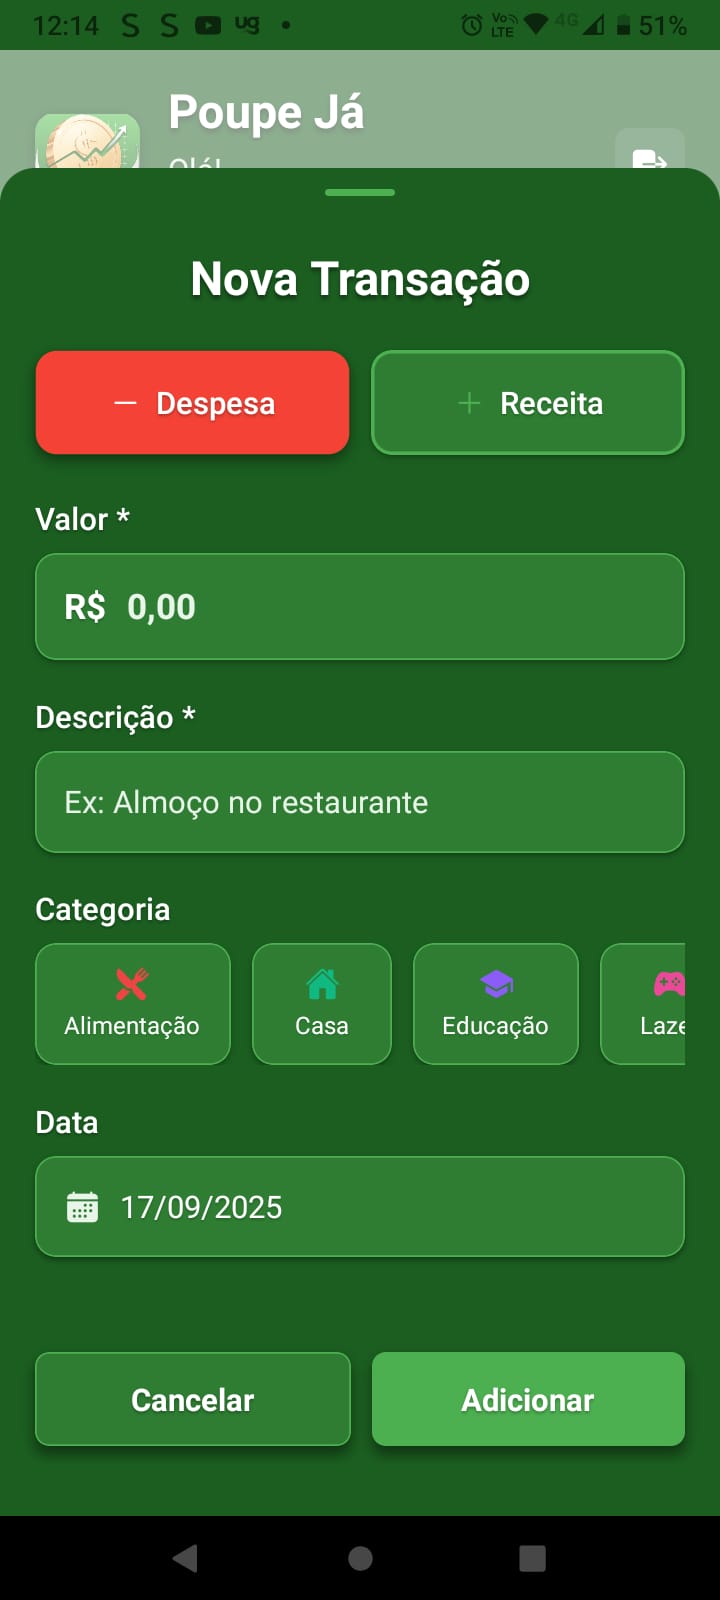 12:14 S S ug • Vo LTE 4G 51%
Poupe Já
Olá!
Nova Transação
Despesa
Receita
Valor *
R$ 0,00
Descrição *
Ex: Almoço no restaurante
Categoria
Alimentação
Casa
Educação
Laze
Data
17/09/2025
Cancelar
Adicionar